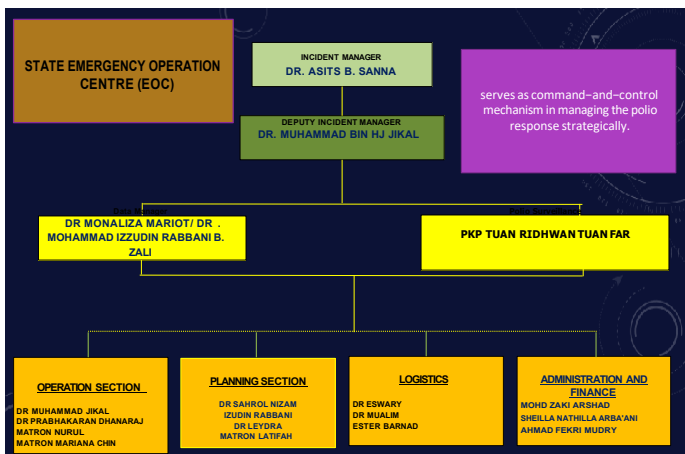 STATE EMERGENCY OPERATION
CENTRE (EOC)
INCIDENT MANAGER
DR. ASITS B. SANNA
serves as command–and–control
mechanism in managing the polio
response strategically.
DEPUTY INCIDENT MANAGER
DR. MUHAMMAD BIN HJ JIKAL
Data Manager
DR MONALIZA MARIOT/ DR .
MOHAMMAD IZZUDIN RABBANI B.
ZALI
PKP TUAN RIDHWAN TUAN FAR
OPERATION SECTION
DR MUHAMMAD JIKAL
DR PRABHAKARAN DHANARAJ
MATRON NURUL
MATRON MARIANA CHIN
PLANNING SECTION
DR SAHROL NIZAM
IZUDIN RABBANI
DR LEYDRA
MATRON LATIFAH
LOGISTICS
DR ESWARY
DR MUALIM
ESTER BARNAD
ADMINISTRATION AND
FINANCE
MOHD ZAKI ARSHAD
SHEILLA NATHILLA ARBA'ANI
AHMAD FEKRI MUDRY